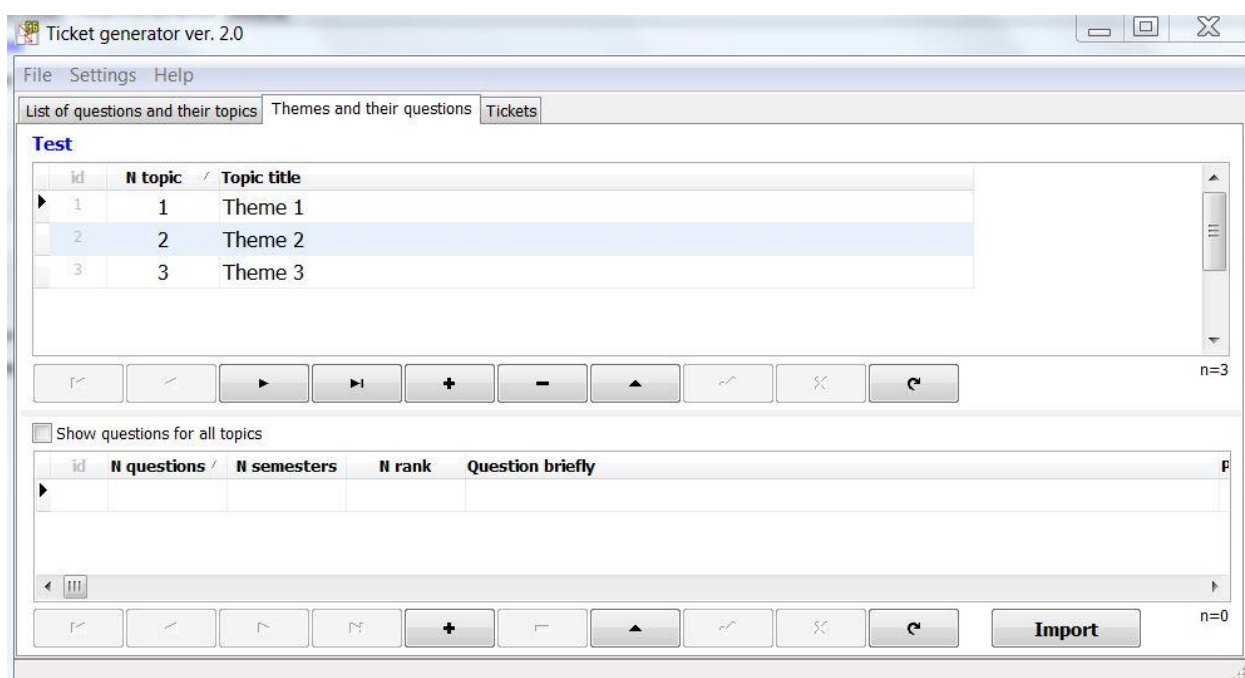 Ticket generator ver. 2.0
File Settings Help
List of questions and their topics Themes and their questions Tickets
Test
id N topic Topic title
1 1 Theme 1
2 2 Theme 2
3 3 Theme 3
n=3
Show questions for all topics
id N questions N semesters N rank Question briefly P
Import n=0